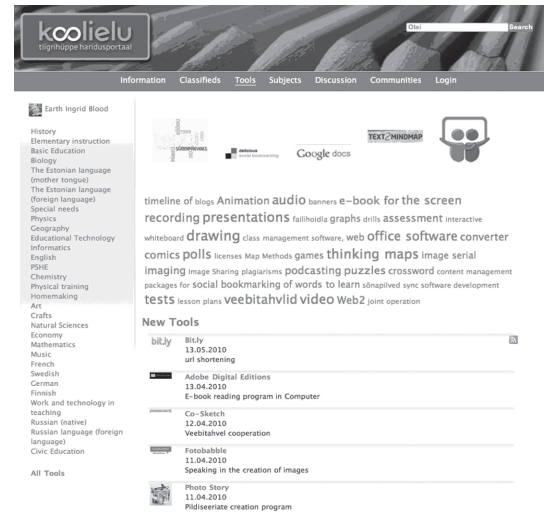 koolielu
tiigrihüppe haridusportaal
Otsi
Search
Information Classifieds Tools Subjects Discussion Communities Login
Earth Ingrid Blood
History
Elementary instruction
Basic Education
Biology
The Estonian language
(mother tongue)
The Estonian language
(foreign language)
Special needs
Physics
Geography
Educational Technology
Informatics
English
PSHE
Chemistry
Physical training
Homemaking
Art
Crafts
Natural Sciences
Economy
Mathematics
Music
French
Swedish
German
Finnish
Work and technology in
teaching
Russian (native)
Russian language (foreign
language)
Civic Education
All Tools
delicious
social bookmarking
Google docs
TEXT2MINDMAP
timeline of blogs Animation audio banners e-book for the screen
recording presentations failihoidla graphs drills assessment Interactive
whiteboard drawing class management software, web office software converter
comics polls licenses Map Methods games thinking maps image serial
imaging Image Sharing plagiarisms podcasting puzzles crossword content management
packages for social bookmarking of words to learn sõnapilved sync software development
tests lesson plans veebitahvlid video Web2 joint operation
New Tools
bit.ly
Bit.ly
13.05.2010
url shortening
Adobe Digital Editions
13.04.2010
E-book reading program in Computer
Co-Sketch
12.04.2010
Veebitahvel cooperation
Fotobabble
11.04.2010
Speaking in the creation of images
Photo Story
11.04.2010
Pildiseeriate creation program